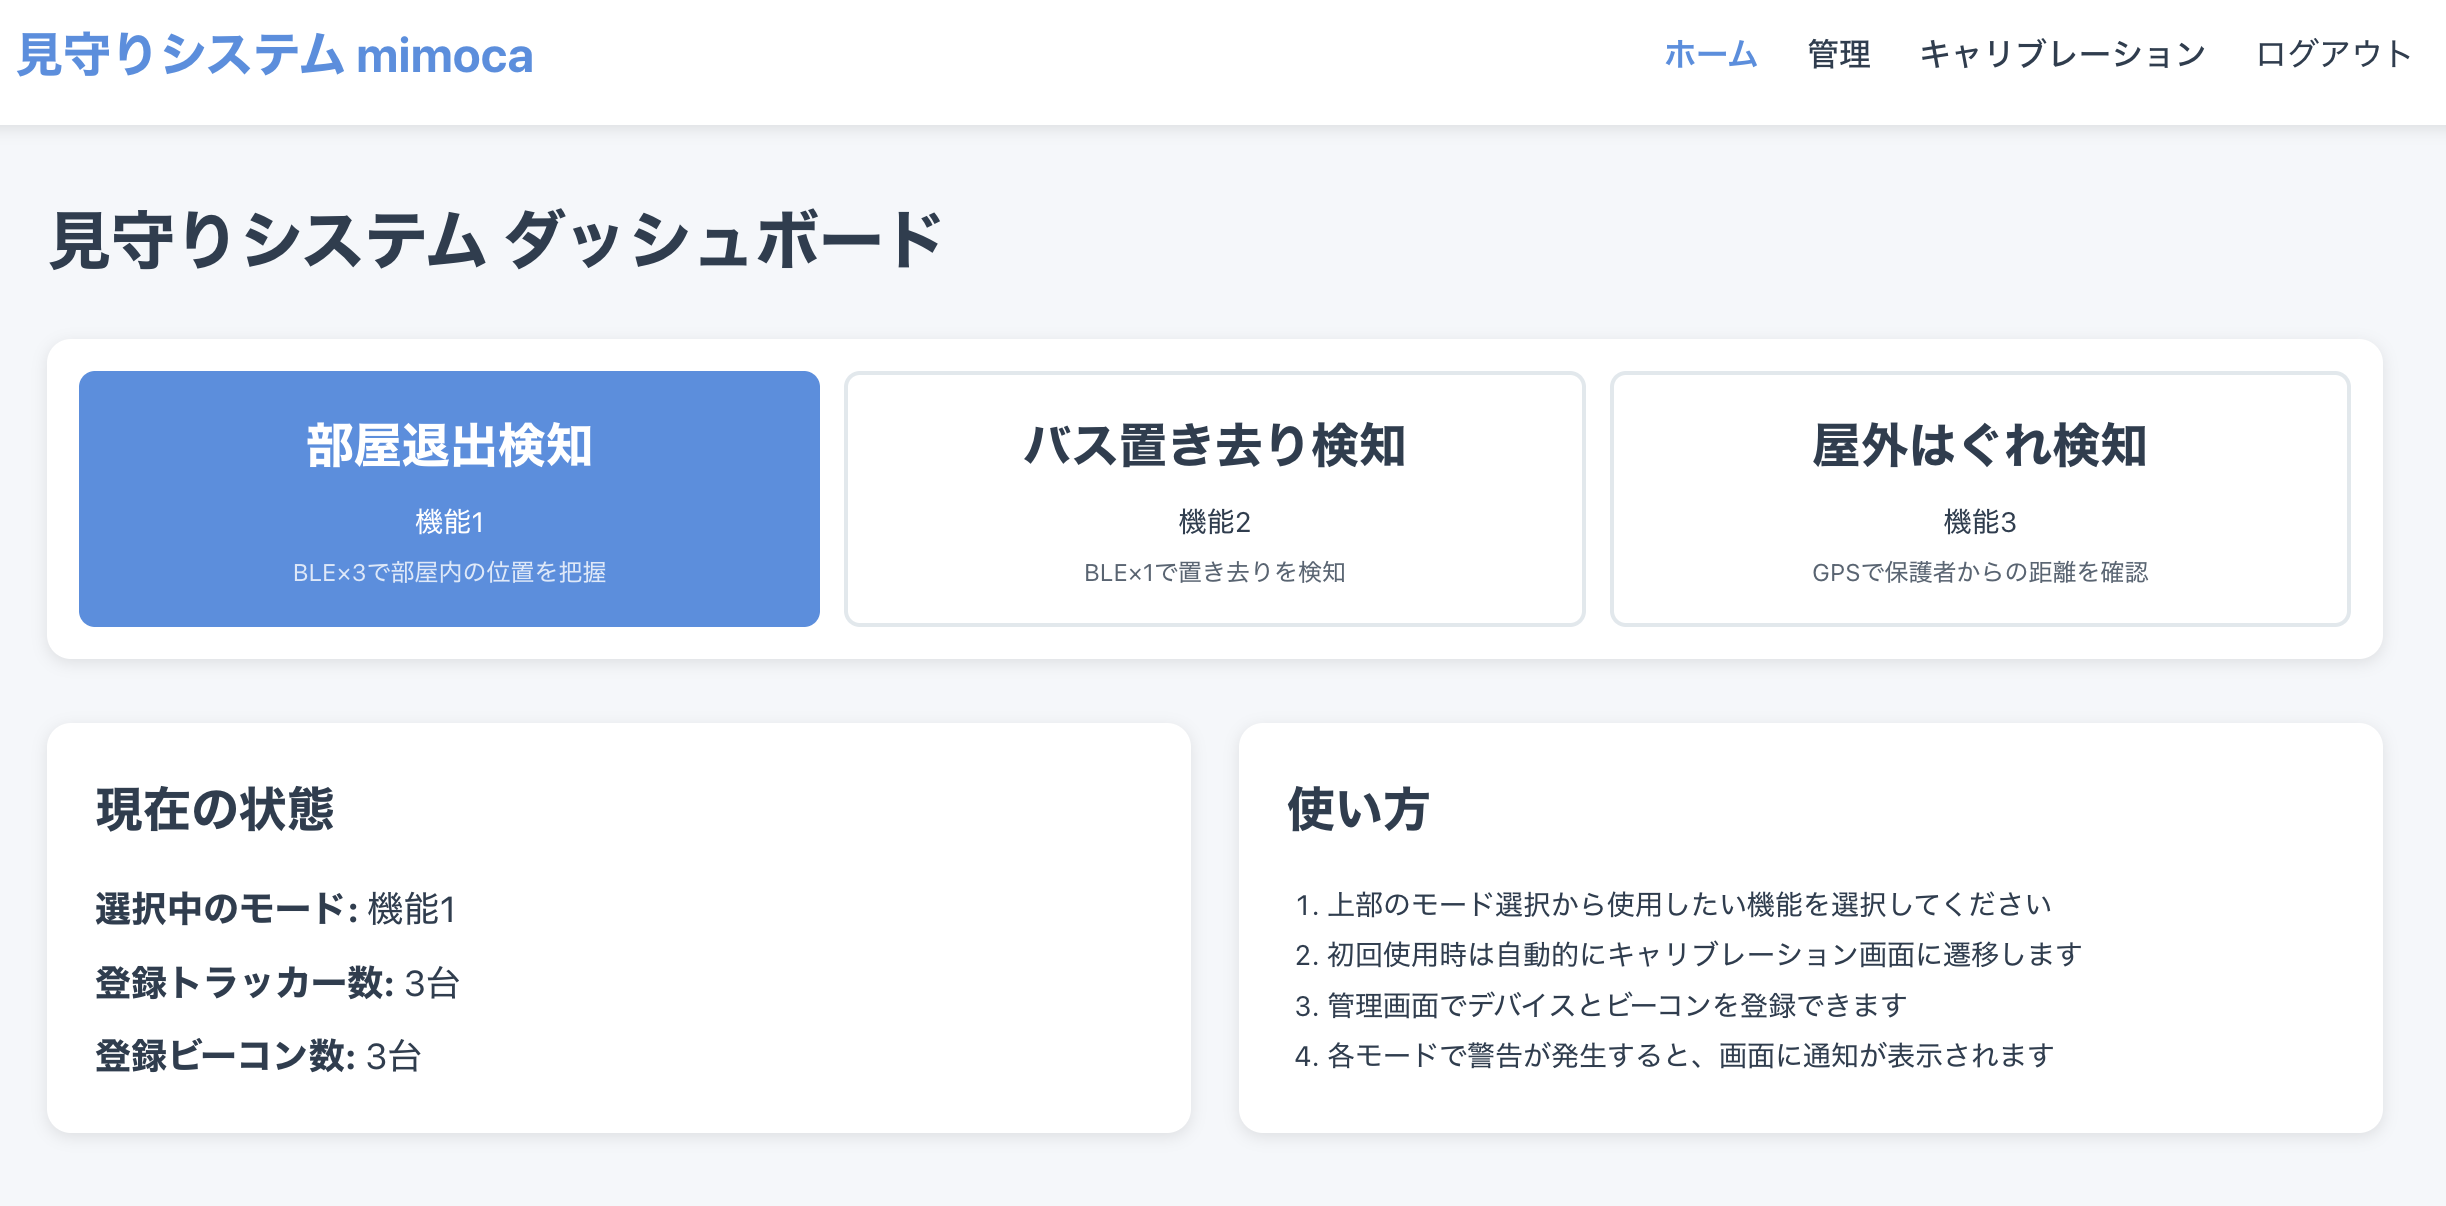 見守りシステム mimoca
ホーム 管理 キャリブレーション ログアウト
見守りシステム ダッシュボード
部屋退出検知
機能1
BLE×3で部屋内の位置を把握
バス置き去り検知
機能2
BLE×1で置き去りを検知
屋外はぐれ検知
機能3
GPSで保護者からの距離を確認
現在の状態
選択中のモード: 機能1
登録トラッカー数: 3台
登録ビーコン数: 3台
使い方
1. 上部のモード選択から使用したい機能を選択してください
2. 初回使用時は自動的にキャリブレーション画面に遷移します
3. 管理画面でデバイスとビーコンを登録できます
4. 各モードで警告が発生すると、画面に通知が表示されます